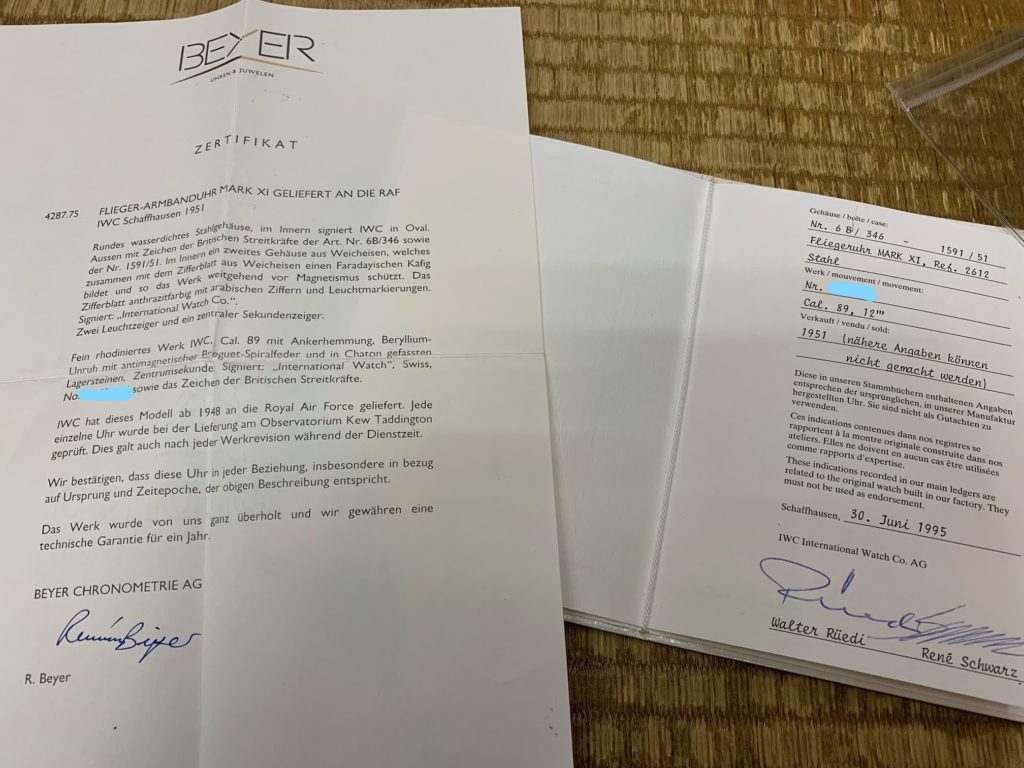 BEYER
UHREN & JUWELEN
ZERTIFIKAT
4287.75 FLIEGER-ARMBANDUHR MARK XI GELIEFERT AN DIE RAF
IWC Schaffhausen 1951
Rundes wasserdichtes Stahlgehäuse, im Innern signiert IWC in Oval.
Aussen mit Zeichen der Britischen Streitkräfte der Art. Nr. 6B/346 sowie
der Nr. 1591/51. Im Innern ein zweites Gehäuse aus Weicheisen, welches
zusammen mit dem Zifferblatt aus Weicheisen einen Faradayischen Käfig
bildet und so das Werk weitgehend vor Magnetismus schützt. Das
Zifferblatt anthrazitfarbig mit arabischen Ziffern und Leuchtmarkierungen.
Signiert: „International Watch Co.“.
Zwei Leuchtzeiger und ein zentraler Sekundenzeiger.
Fein rhodiniertes Werk IWC, Cal. 89 mit Ankerhemmung, Beryllium-
Unruh mit antimagnetischer Breguet-Spiralfeder und in Chaton gefassten
Lagersteinen, Zentrumsekunde. Signiert: „International Watch“, Swiss,
No. sowie das Zeichen der Britischen Streitkräfte.
IWC hat dieses Modell ab 1948 an die Royal Air Force geliefert. Jede
einzelne Uhr wurde bei der Lieferung am Observatorium Kew Taddington
geprüft. Dies galt auch nach jeder Werkrevision während der Dienstzeit.
Wir bestätigen, dass diese Uhr in jeder Beziehung, insbesondere in bezug
auf Ursprung und Zeitepoche, der obigen Beschreibung entspricht.
Das Werk wurde von uns ganz überholt und wir gewähren eine
technische Garantie für ein Jahr.
BEYER CHRONOMETRIE AG
R. Beyer
Gehäuse / boîte / case:
Nr. 6 B/ 346 - 1591 / 51
Fliegeruhr MARK XI, Ref. 2612
Stahl
Werk / mouvement / movement:
Nr.
Cal. 89, 12"'
Verkauft / vendu / sold:
1951 (nähere Angaben können
nicht gemacht werden)
Diese in unseren Stammbüchern enthaltenen Angaben
entsprechen der ursprünglichen, in unserer Manufaktur
hergestellten Uhr. Sie sind nicht als Gutachten zu
verwenden.
Ces indications contenues dans nos registres se
rapportent à la montre originale construite dans nos
ateliers. Elles ne doivent en aucun cas être utilisées
comme rapports d'expertise.
These indications recorded in our main ledgers are
related to the original watch built in our factory. They
must not be used as endorsement.
Schaffhausen, 30. Juni 1995
IWC International Watch Co. AG
Walter Rüedi René Schwarz